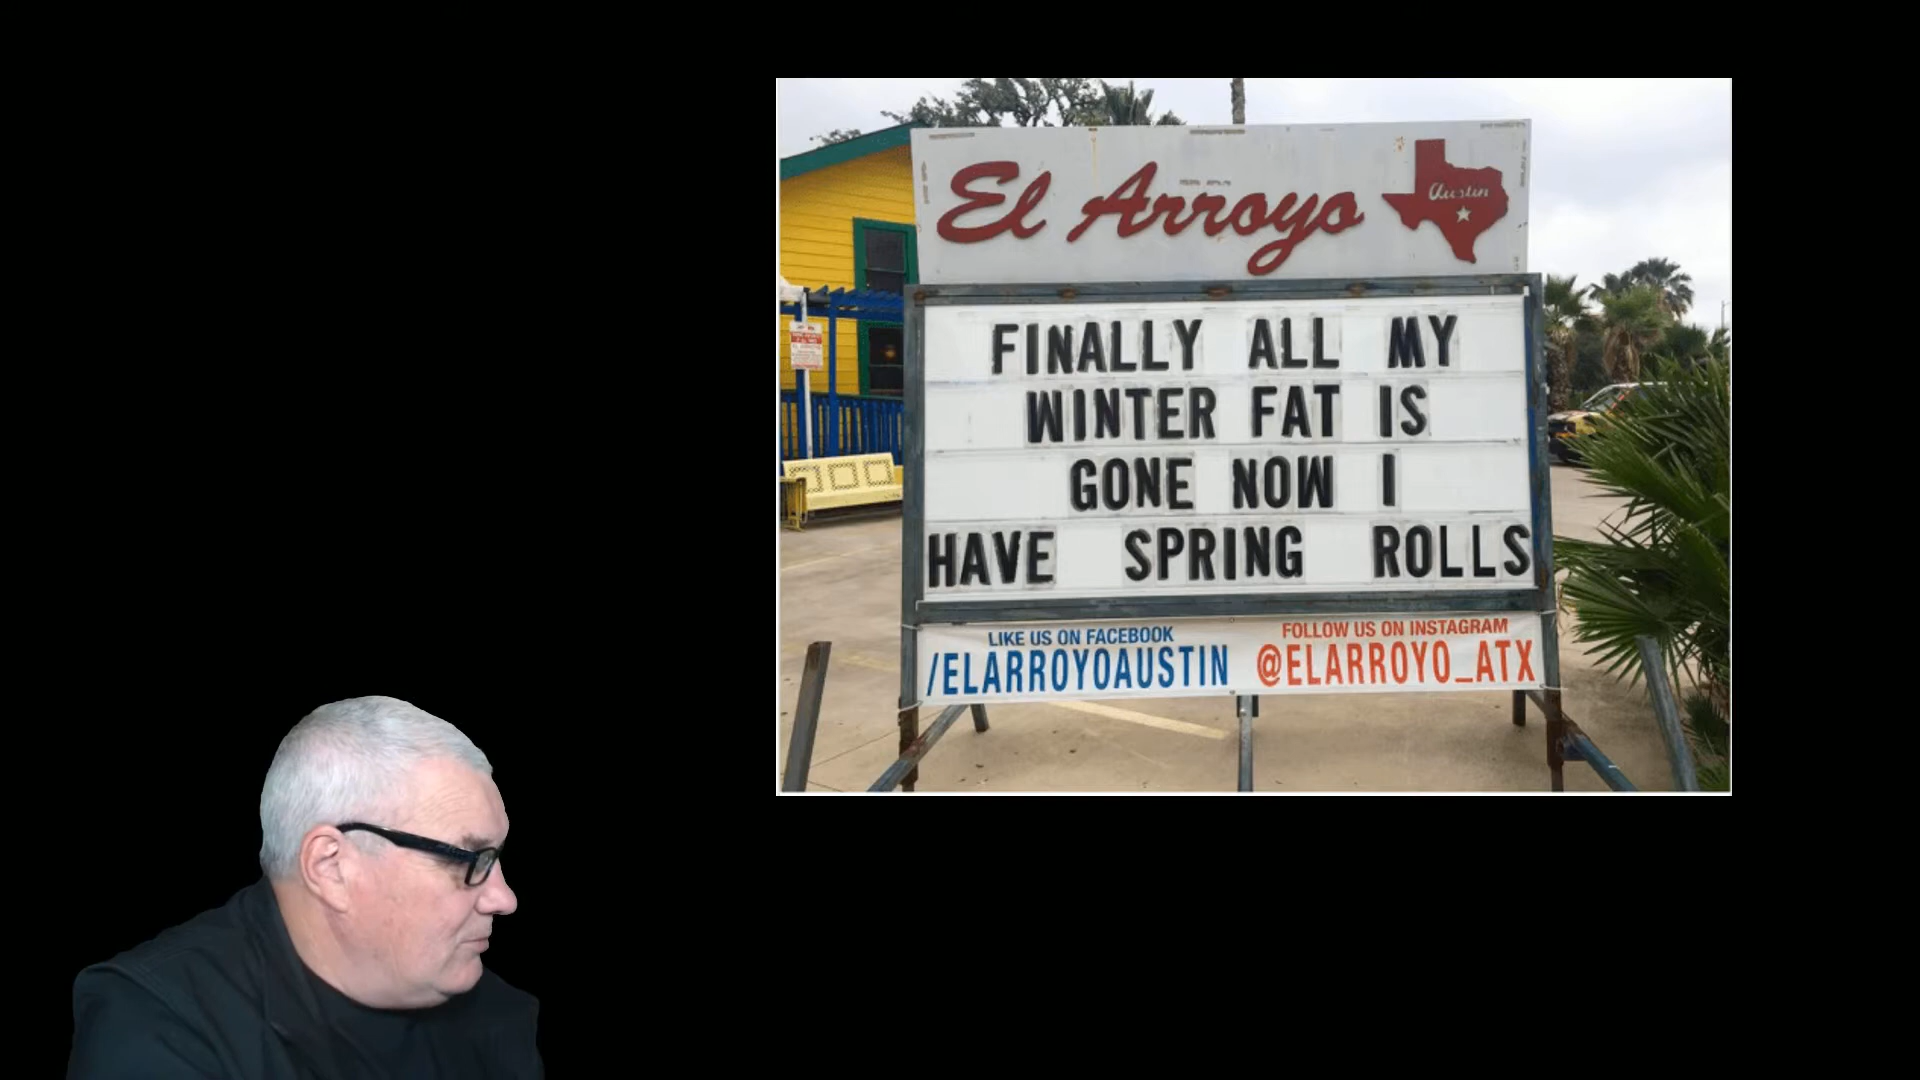 El Arroyo
Austin
FINALLY ALL MY
WINTER FAT IS
GONE NOW I
HAVE SPRING ROLLS
LIKE US ON FACEBOOK
/ELARROYOAUSTIN
FOLLOW US ON INSTAGRAM
@ELARROYO_ATX